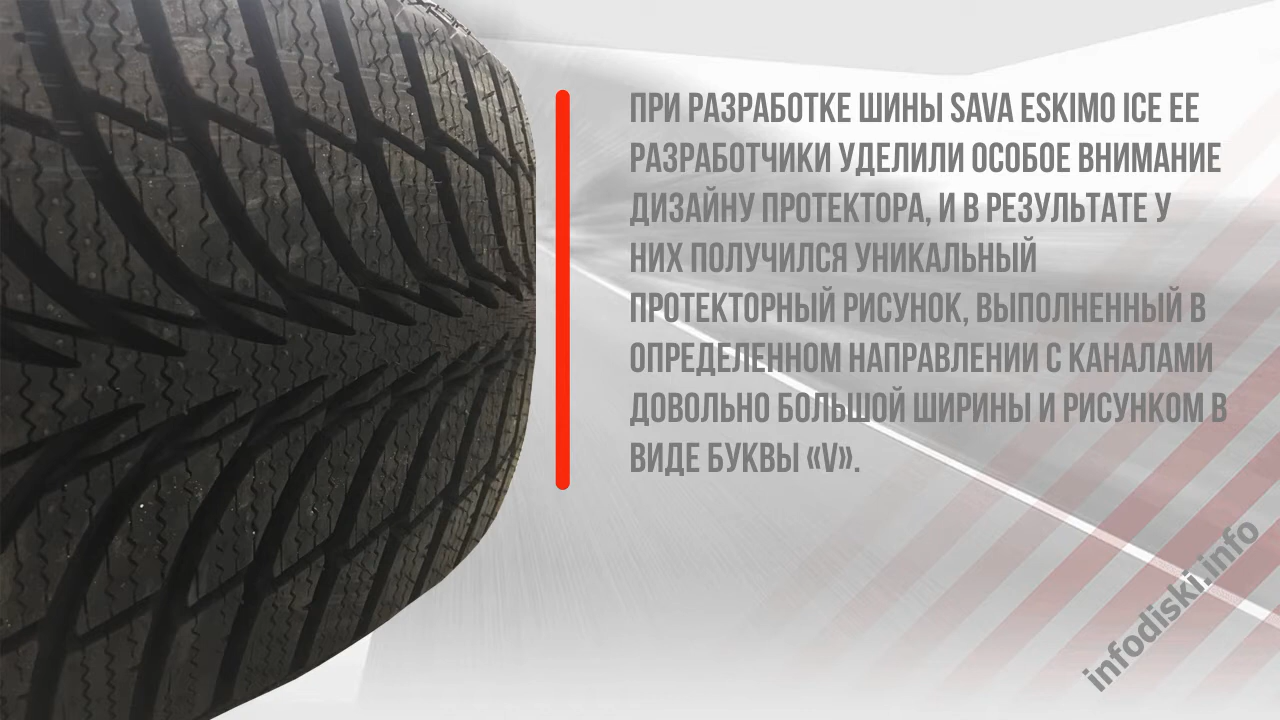 ПРИ РАЗРАБОТКЕ ШИНЫ SAVA ESKIMO ICE EE
РАЗРАБОТЧИКИ УДЕЛИЛИ ОСОБОЕ ВНИМАНИЕ
ДИЗАЙНУ ПРОТЕКТОРА, И В РЕЗУЛЬТАТЕ У
НИХ ПОЛУЧИЛСЯ УНИКАЛЬНЫЙ
ПРОТЕКТОРНЫЙ РИСУНОК, ВЫПОЛНЕННЫЙ В
ОПРЕДЕЛЕННОМ НАПРАВЛЕНИИ С КАНАЛАМИ
ДОВОЛЬНО БОЛЬШОЙ ШИРИНЫ И РИСУНКОМ В
ВИДЕ БУКВЫ «V».
infodiski.info